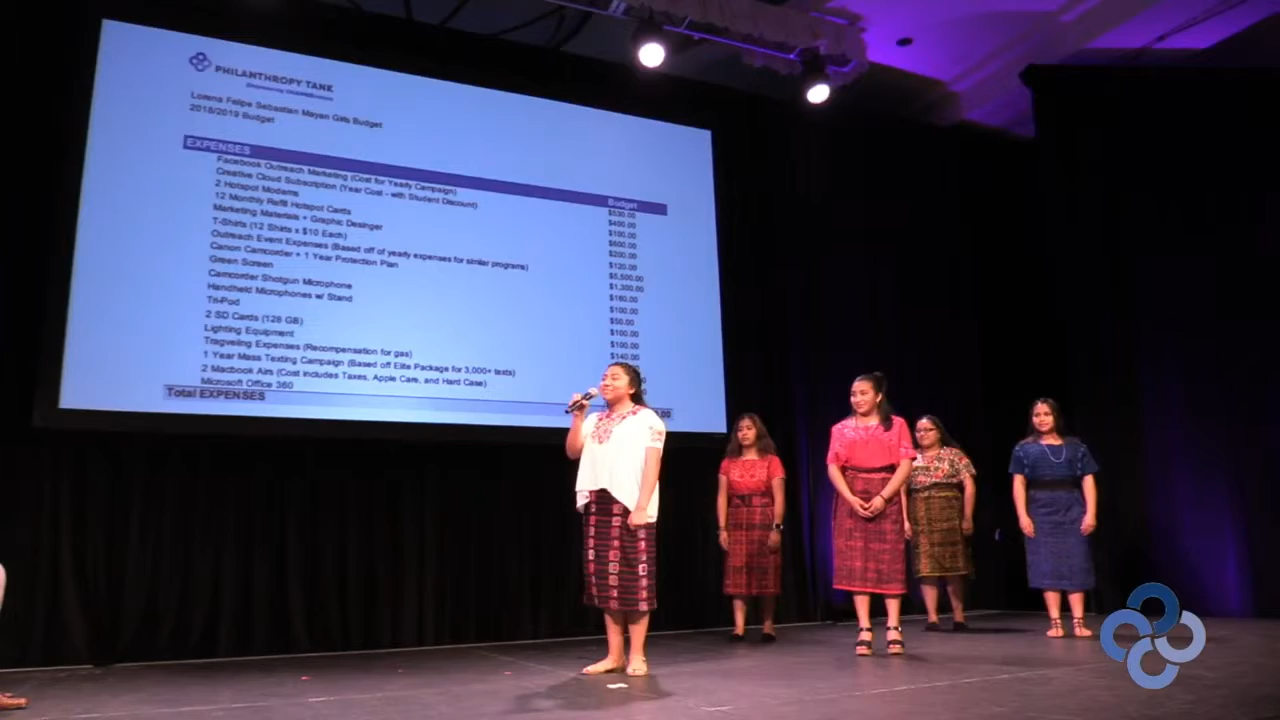 PHILANTHROPY TANK
Lorena Felipe Sebastian Mayan Girls Budget
2018/2019 Budget
EXPENSES Budget
Facebook Outreach Marketing (Cost for Yearly Campaign) $530.00
Creative Cloud Subscription (Year Cost - with Student Discount) $400.00
2 Hotspot Modems $100.00
12 Monthly Refill Hotspot Cards $600.00
Marketing Materials + Graphic Desinger $200.00
T-Shirts (12 Shirts x $10 Each) $120.00
Outreach Event Expenses (Based off of yearly expenses for similar programs) $5,500.00
Canon Camcorder + 1 Year Protection Plan $1,300.00
Green Screen $180.00
Camcorder Shotgun Microphone $100.00
Handheld Microphones w/ Stand $50.00
Tri-Pod $100.00
2 SD Cards (128 GB) $100.00
Lighting Equipment $140.00
Tragveling Expenses (Recompensation for gas)
1 Year Mass Texting Campaign (Based off Elite Package for 3,000+ texts)
2 Macbook Airs (Cost includes Taxes, Apple Care, and Hard Case)
Microsoft Office 360
Total EXPENSES